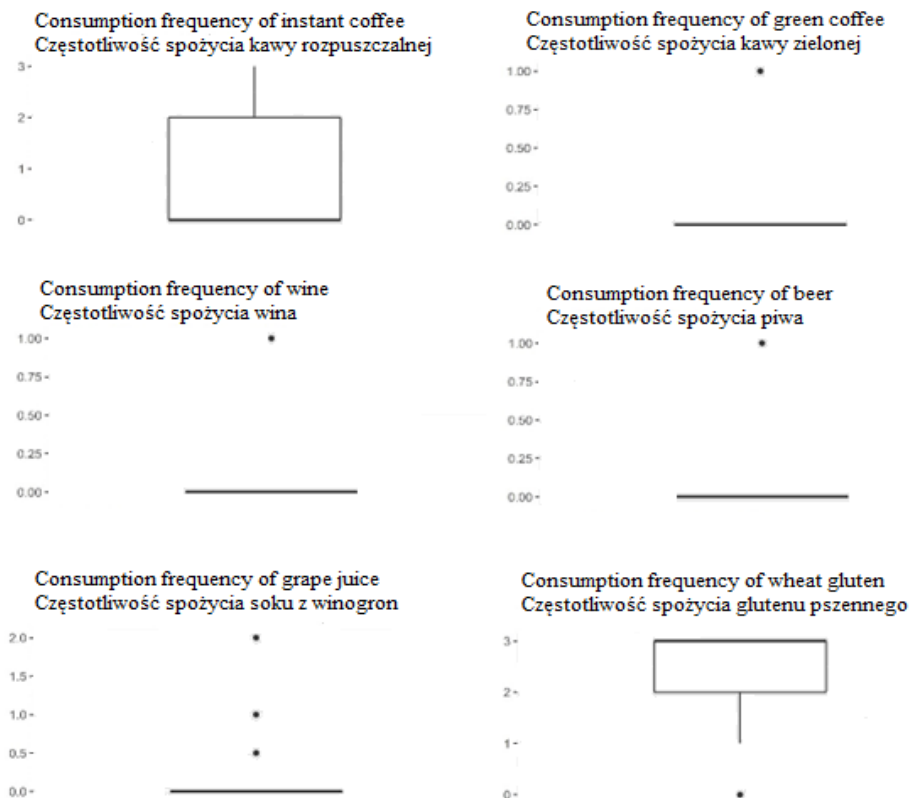 Consumption frequency of instant coffee
Częstotliwość spożycia kawy rozpuszczalnej
3
2
1
0
Consumption frequency of green coffee
Częstotliwość spożycia kawy zielonej
1.00
0.75
0.50
0.25
0.00
Consumption frequency of wine
Częstotliwość spożycia wina
1.00
0.75
0.50
0.25
0.00
Consumption frequency of beer
Częstotliwość spożycia piwa
1.00
0.75
0.50
0.25
0.00
Consumption frequency of grape juice
Częstotliwość spożycia soku z winogron
2.0
1.5
1.0
0.5
0.0
Consumption frequency of wheat gluten
Częstotliwość spożycia glutenu pszennego
3
2
1
0